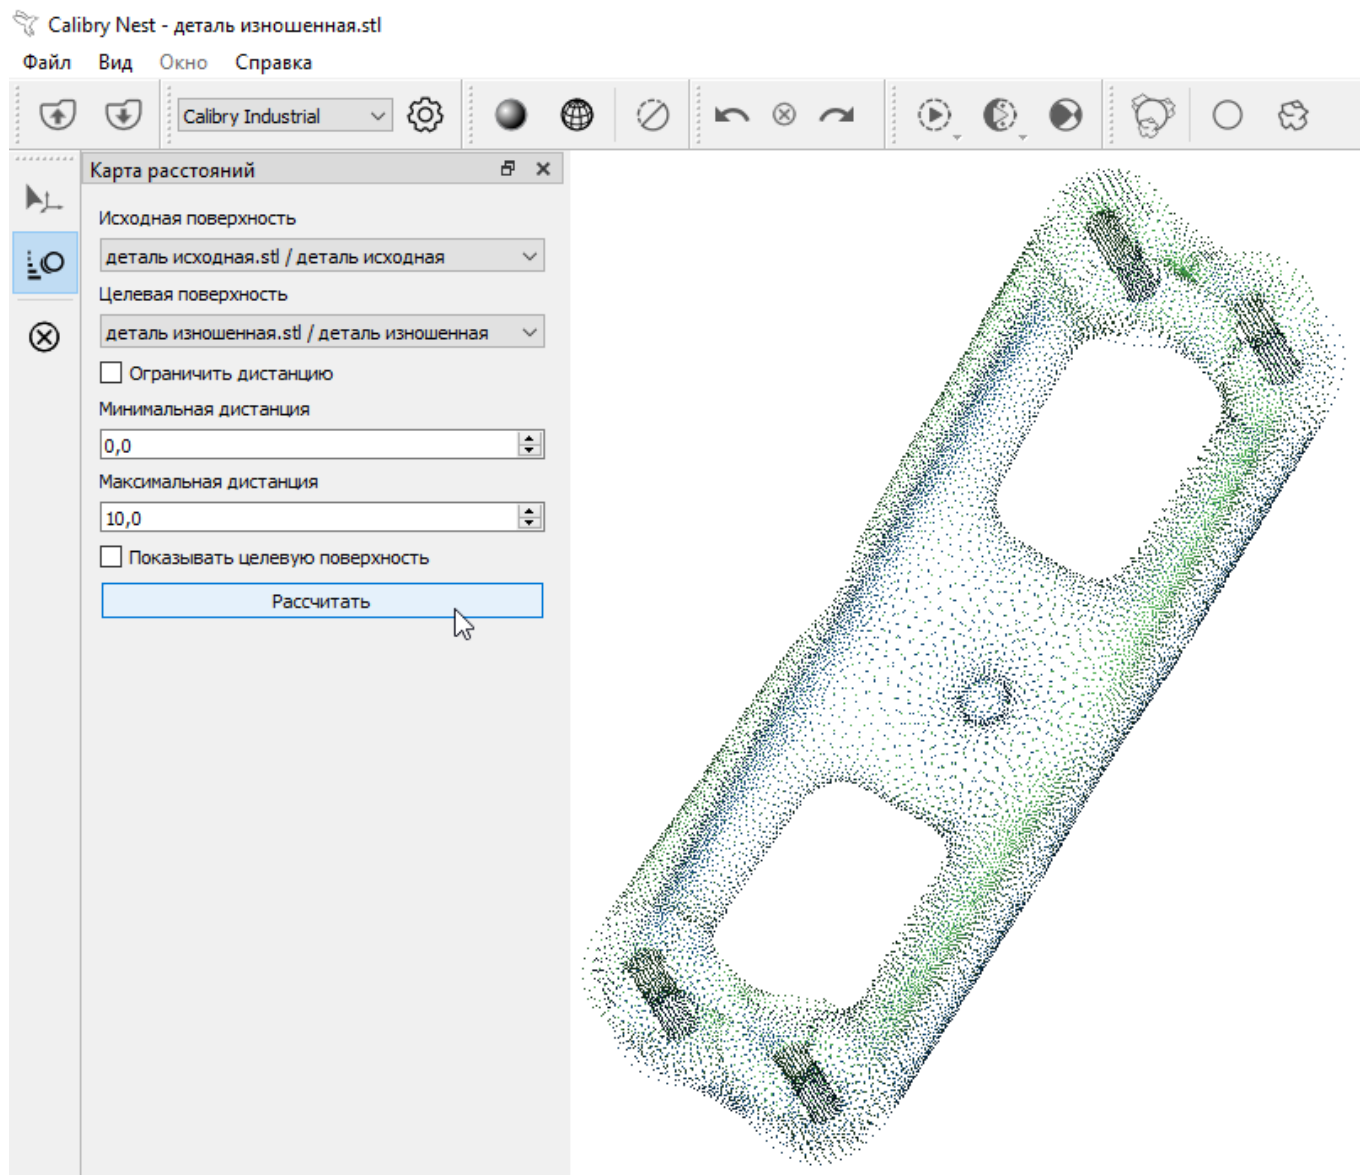 Calibry Nest - деталь изношенная.stl
Файл Вид Окно Справка
Calibry Industrial
Карта расстояний
Исходная поверхность
деталь исходная.stl / деталь исходная
Целевая поверхность
деталь изношенная.stl / деталь изношенная
Ограничить дистанцию
Минимальная дистанция
0,0
Максимальная дистанция
10,0
Показывать целевую поверхность
Рассчитать